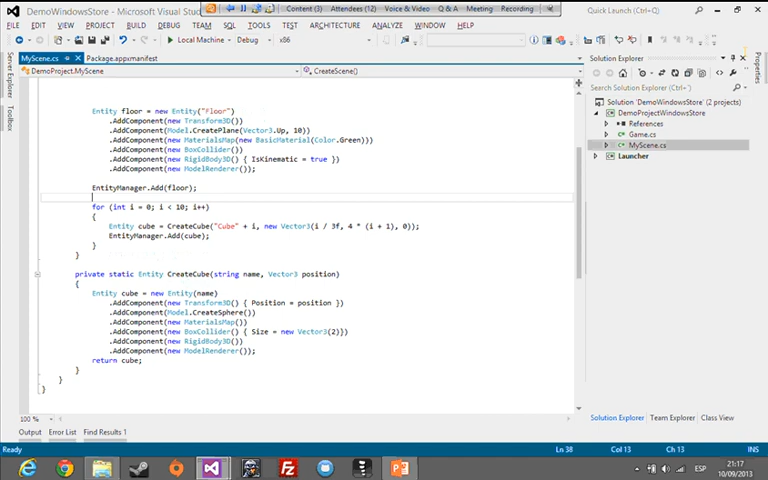 DemoWindowsStore - Microsoft Visual Stu
Content (3) Attendees (12) Voice & Video Q & A Meeting Recording
Quick Launch (Ctrl+Q)
FILE EDIT VIEW PROJECT BUILD DEBUG TEAM SQL TOOLS TEST ARCHITECTURE ANALYZE WINDOW HELP
Local Machine Debug x86
MyScene.cs Package.appxmanifest
DemoProject.MyScene CreateScene()
Entity floor = new Entity("Floor")
.AddComponent(new Transform3D())
.AddComponent(Model.CreatePlane(Vector3.Up, 10))
.AddComponent(new MaterialsMap(new BasicMaterial(Color.Green)))
.AddComponent(new BoxCollider())
.AddComponent(new RigidBody3D() { IsKinematic = true })
.AddComponent(new ModelRenderer());
EntityManager.Add(floor);
for (int i = 0; i < 10; i++)
{
Entity cube = CreateCube("Cube" + i, new Vector3(i / 3f, 4 * (i + 1), 0));
EntityManager.Add(cube);
}
}
private static Entity CreateCube(string name, Vector3 position)
{
Entity cube = new Entity(name)
.AddComponent(new Transform3D() { Position = position })
.AddComponent(Model.CreateSphere())
.AddComponent(new MaterialsMap())
.AddComponent(new BoxCollider() { Size = new Vector3(2)})
.AddComponent(new RigidBody3D())
.AddComponent(new ModelRenderer());
return cube;
}
}
}
100 %
Output Error List Find Results 1
Server Explorer
Toolbox
Solution Explorer
Search Solution Explorer (Ctrl+')
Solution 'DemoWindowsStore' (2 projects)
DemoProjectWindowsStore
References
Game.cs
MyScene.cs
Launcher
Properties
Solution Explorer Team Explorer Class View
Ready Ln 38 Col 13 Ch 13 INS
ESP
21:17
10/09/2013